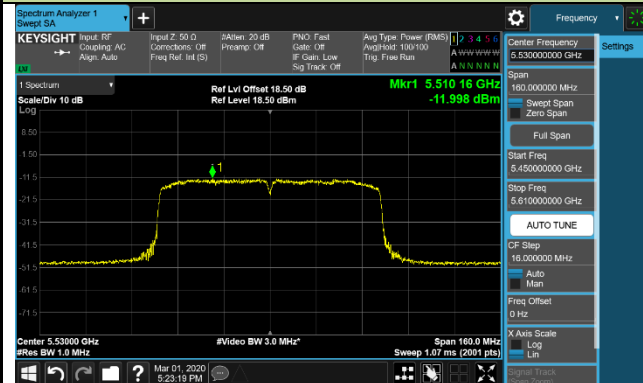 Spectrum Analyzer 1
Swept SA
+
Frequency
KEYSIGHT
Input: RF
Coupling: AC
Align: Auto
Input Z: 50 Ω
Corrections: Off
Freq Ref: Int (S)
#Atten: 20 dB
Preamp: Off
PNO: Fast
Gate: Off
IF Gain: Low
Sig Track: Off
Avg Type: Power (RMS)
Avg|Hold: 100/100
Trig: Free Run
1 2 3 4 5 6
A W W W W W
A N N N N N
LXI
1 Spectrum
Scale/Div 10 dB
Log
Ref Lvl Offset 18.50 dB
Ref Level 18.50 dBm
Mkr1 5.510 16 GHz
-11.998 dBm
8.50
-1.50
-11.5
-21.5
-31.5
-41.5
-51.5
-61.5
-71.5
1
Center 5.53000 GHz
#Res BW 1.0 MHz
#Video BW 3.0 MHz*
Span 160.0 MHz
Sweep 1.07 ms (2001 pts)
Mar 01, 2020
5:23:19 PM
?
Settings
Center Frequency
5.530000000 GHz
Span
160.000000 MHz
Swept Span
Zero Span
Full Span
Start Freq
5.450000000 GHz
Stop Freq
5.610000000 GHz
AUTO TUNE
CF Step
16.000000 MHz
Auto
Man
Freq Offset
0 Hz
X Axis Scale
Log
Lin
Signal Track
(Span Zoom)